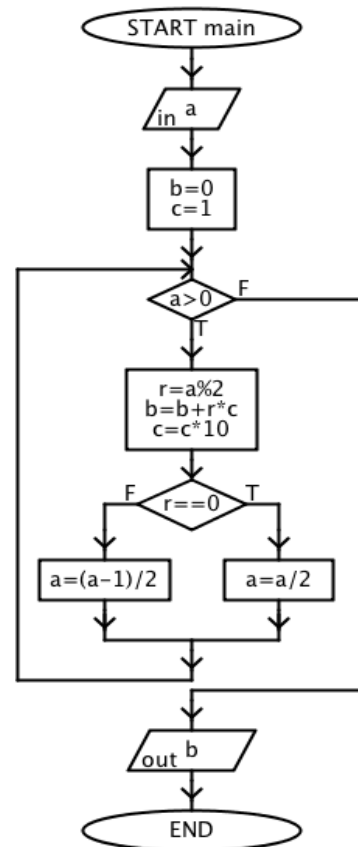 START main
in a
b=0
c=1
a>0
F
T
r=a%2
b=b+r*c
c=c*10
F
r==0
T
a=(a-1)/2
a=a/2
out b
END